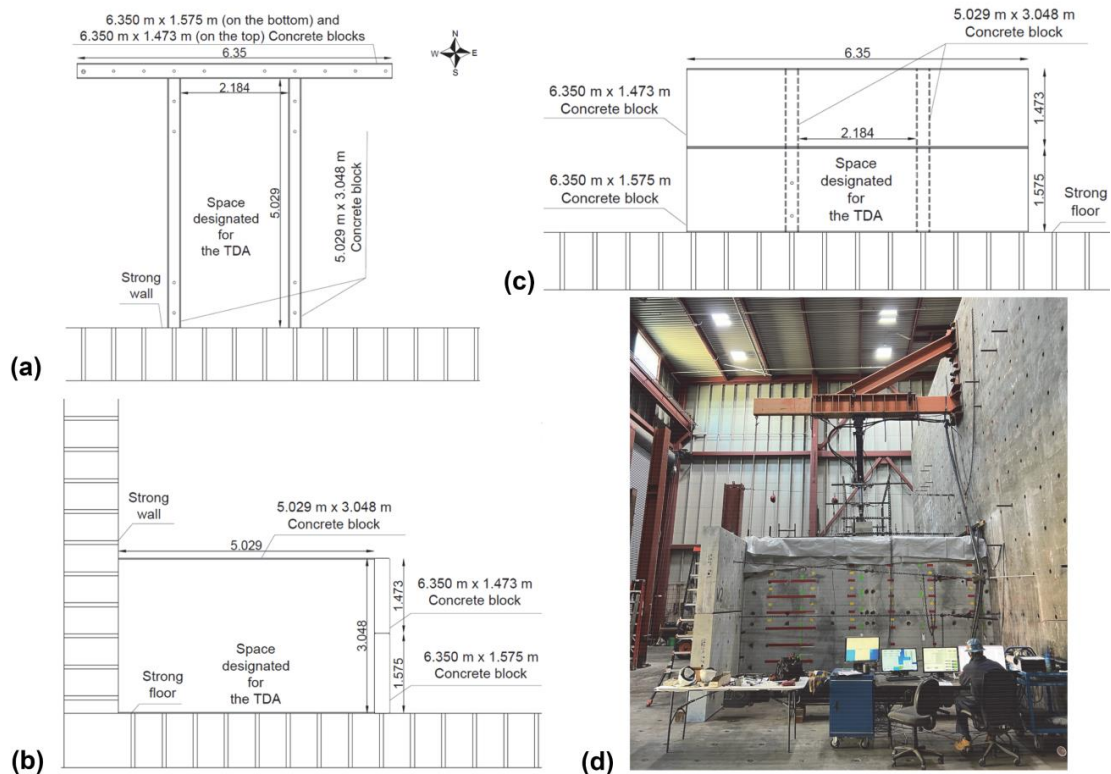 6.350 m x 1.575 m (on the bottom) and
6.350 m x 1.473 m (on the top) Concrete blocks
6.35
N
W E
S
2.184
Space
designated
for
the TDA
5.029
5.029 m x 3.048 m
Concrete block
Strong
wall
(a)
5.029 m x 3.048 m
Concrete block
6.35
6.350 m x 1.473 m
Concrete block
2.184
1.473
6.350 m x 1.575 m
Concrete block
Space
designated
for
the TDA
1.575
Strong
floor
(c)
Strong
wall
5.029 m x 3.048 m
Concrete block
5.029
6.350 m x 1.473 m
Concrete block
1.473
3.048
Space
designated
for
the TDA
Strong
floor
1.575
6.350 m x 1.575 m
Concrete block
(b)
(d)